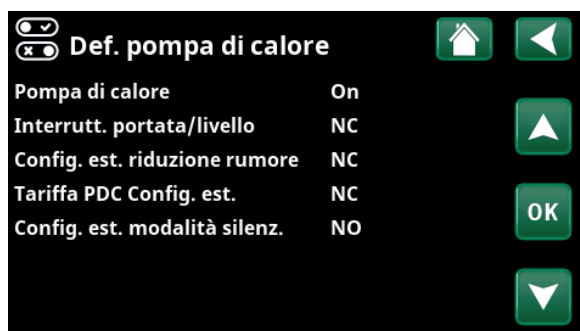 Def. pompa di calore
Pompa di calore On
Interrutt. portata/livello NC
Config. est. riduzione rumore NC
Tariffa PDC Config. est. NC
Config. est. modalità silenz. NO
OK